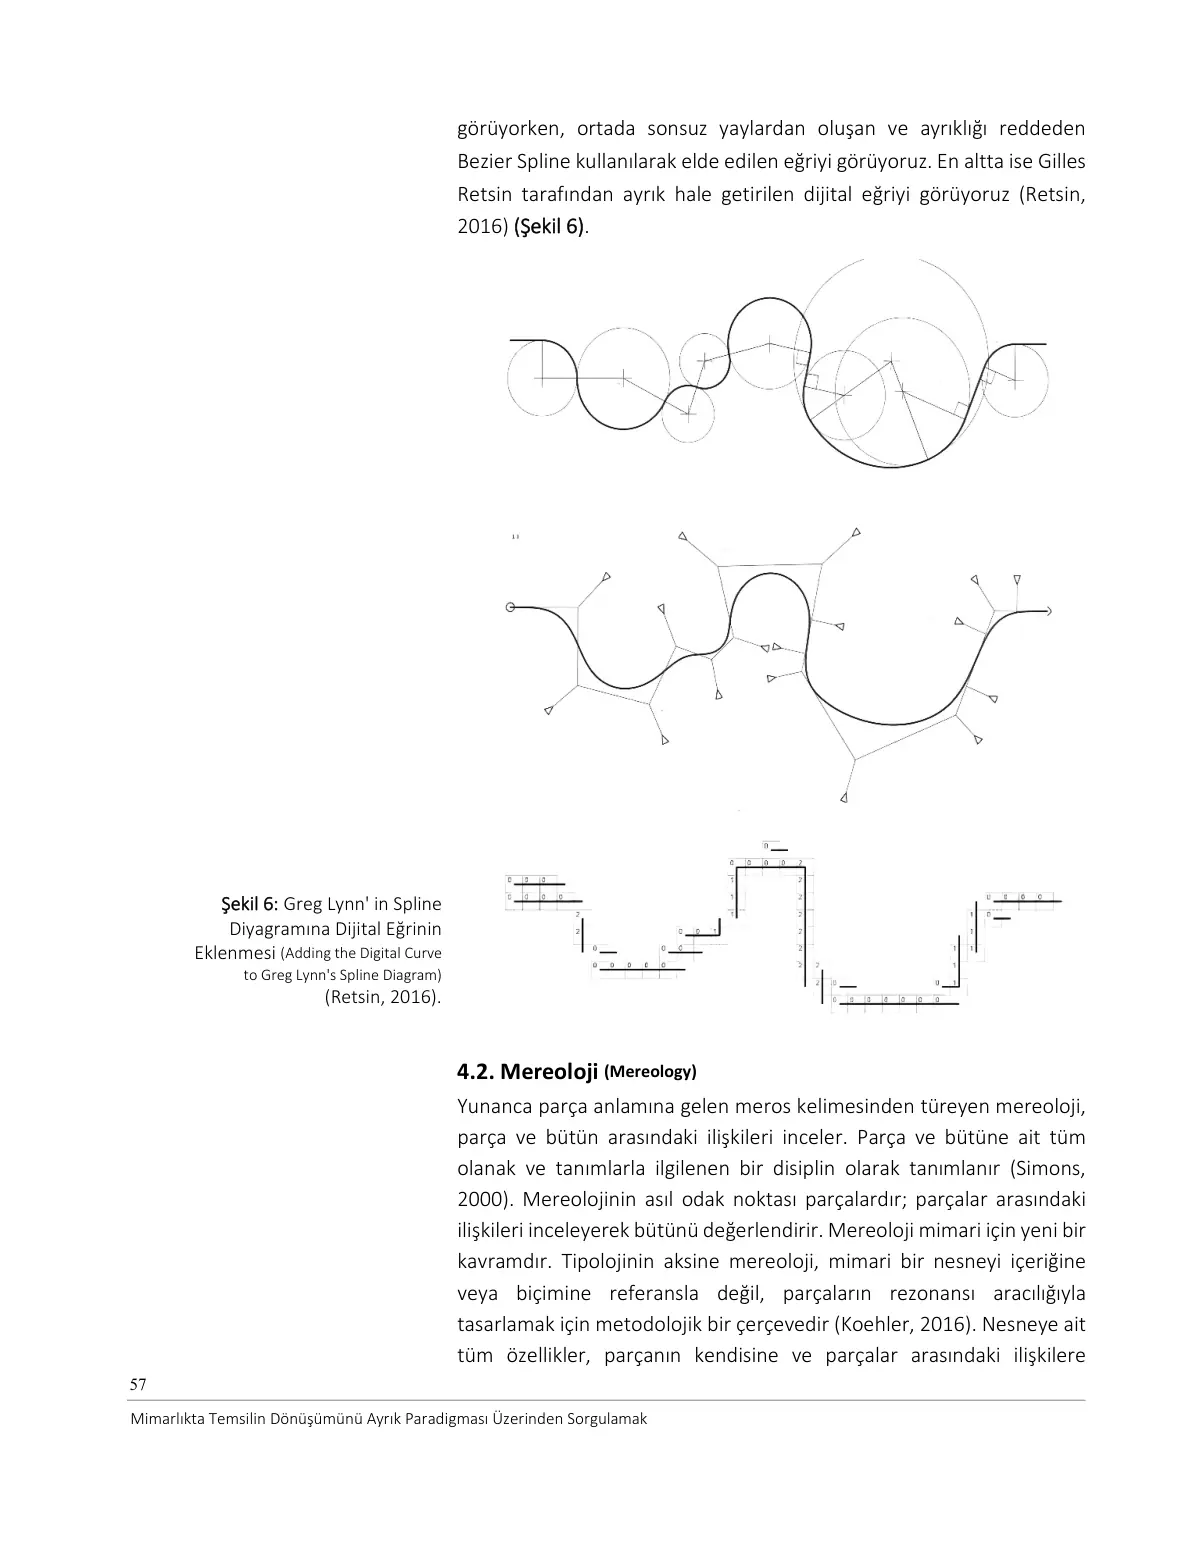 görüyorken, ortada sonsuz yaylardan oluşan ve ayrıklığı reddeden
Bezier Spline kullanılarak elde edilen eğriyi görüyoruz. En altta ise Gilles
Retsin tarafından ayrık hale getirilen dijital eğriyi görüyoruz (Retsin,
2016) (Şekil 6).
Şekil 6: Greg Lynn' in Spline
Diyagramına Dijital Eğrinin
Eklenmesi (Adding the Digital Curve
to Greg Lynn's Spline Diagram)
(Retsin, 2016).
4.2. Mereoloji (Mereology)
Yunanca parça anlamına gelen meros kelimesinden türeyen mereoloji,
parça ve bütün arasındaki ilişkileri inceler. Parça ve bütüne ait tüm
olanak ve tanımlarla ilgilenen bir disiplin olarak tanımlanır (Simons,
2000). Mereolojinin asıl odak noktası parçalardır; parçalar arasındaki
ilişkileri inceleyerek bütünü değerlendirir. Mereoloji mimari için yeni bir
kavramdır. Tipolojinin aksine mereoloji, mimari bir nesneyi içeriğine
veya biçimine referansla değil, parçaların rezonansı aracılığıyla
tasarlamak için metodolojik bir çerçevedir (Koehler, 2016). Nesneye ait
tüm özellikler, parçanın kendisine ve parçalar arasındaki ilişkilere
57
Mimarlıkta Temsilin Dönüşümünü Ayrık Paradigması Üzerinden Sorgulamak